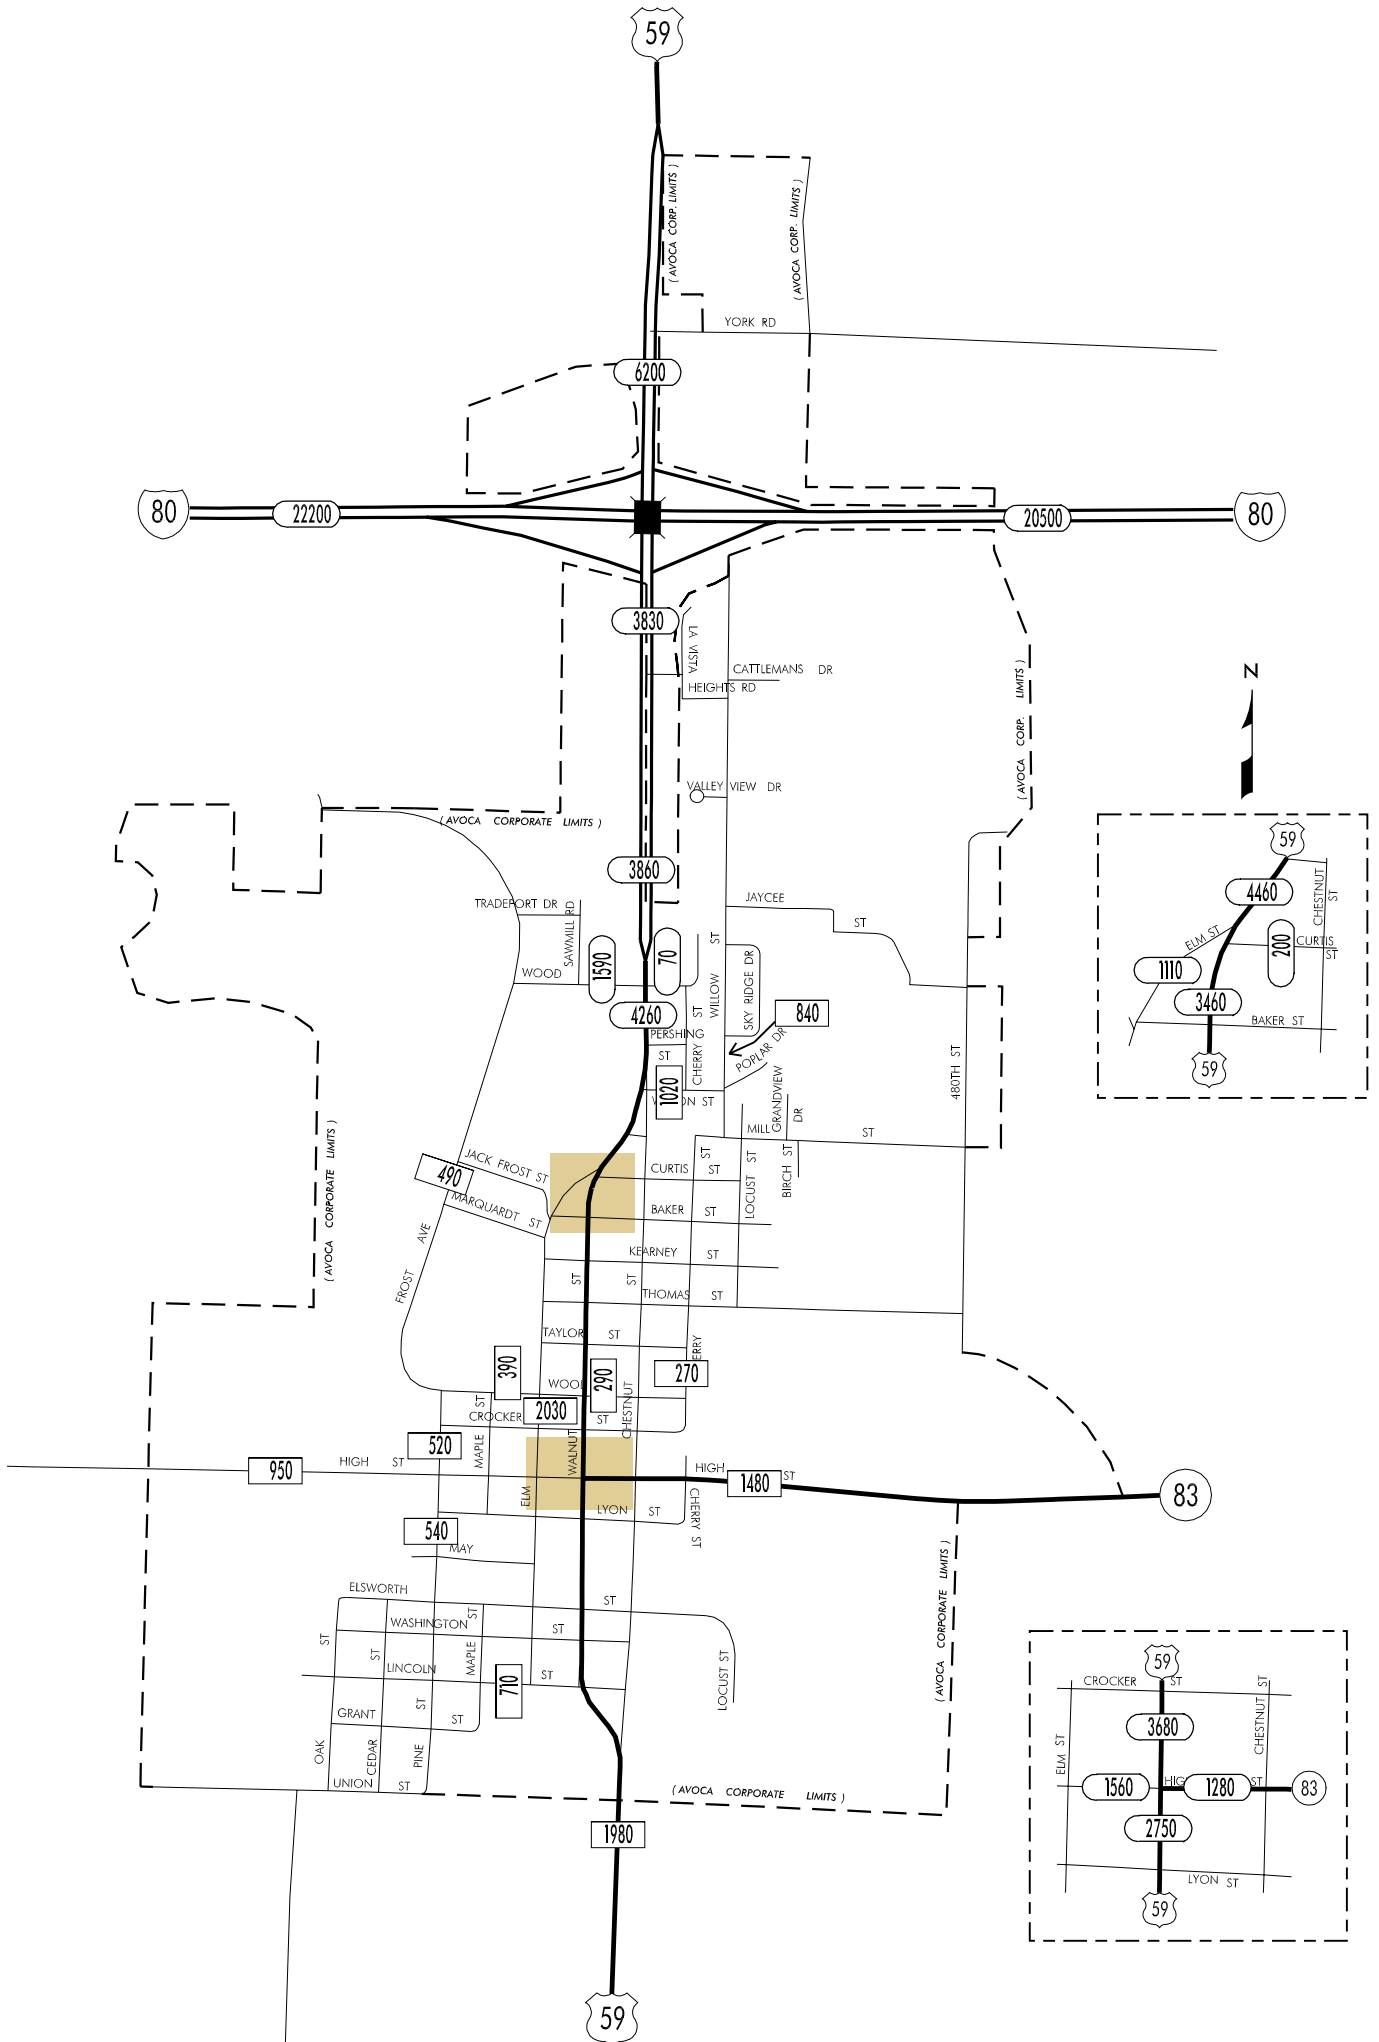 59
( AVOCA CORP. LIMITS )
( AVOCA CORP. LIMITS )
YORK RD
6200
80
22200
20500
80
3830
LA VISTA
CATTLEMANS DR
HEIGHTS RD
( AVOCA CORP. LIMITS )
N
VALLEY VIEW DR
( AVOCA CORPORATE LIMITS )
3860
TRADEFORT DR
SAWMILL RD
JAYCEE ST
WOOD
1590
70
WILLOW ST
SKY RIDGE DR
4260
840
PERSHING ST
CHERRY ST
POPLAR DR
480TH ST
1020
ON ST
GRANDVIEW DR
MILL ST
( AVOCA CORPORATE LIMITS )
JACK FROST ST
490
MARQUARDT ST
CURTIS ST
ST
LOCUST ST
BIRCH ST
BAKER ST
FROST AVE
KEARNEY ST
ST
ST
THOMAS ST
TAYLOR ST
390
290
270
ERRY
WOO
2030
CROCKER ST
CHESTNUT
520
MAPLE ST
WALNUT
950
HIGH ST
HIGH ST
1480
83
ELM
LYON ST
CHERRY ST
540
MAY
ELSWORTH ST
WASHINGTON ST
LINCOLN ST
MAPLE ST
710
LOCUST ST
( AVOCA CORPORATE LIMITS )
GRANT ST
OAK ST
CEDAR ST
PINE ST
UNION ST
( AVOCA CORPORATE LIMITS )
1980
59
59
4460
CHESTNUT ST
ELM ST
200
CURTIS ST
1110
3460
BAKER ST
59
59
CROCKER ST
3680
ELM ST
CHESTNUT ST
1560
HIG
1280
ST
83
2750
LYON ST
59